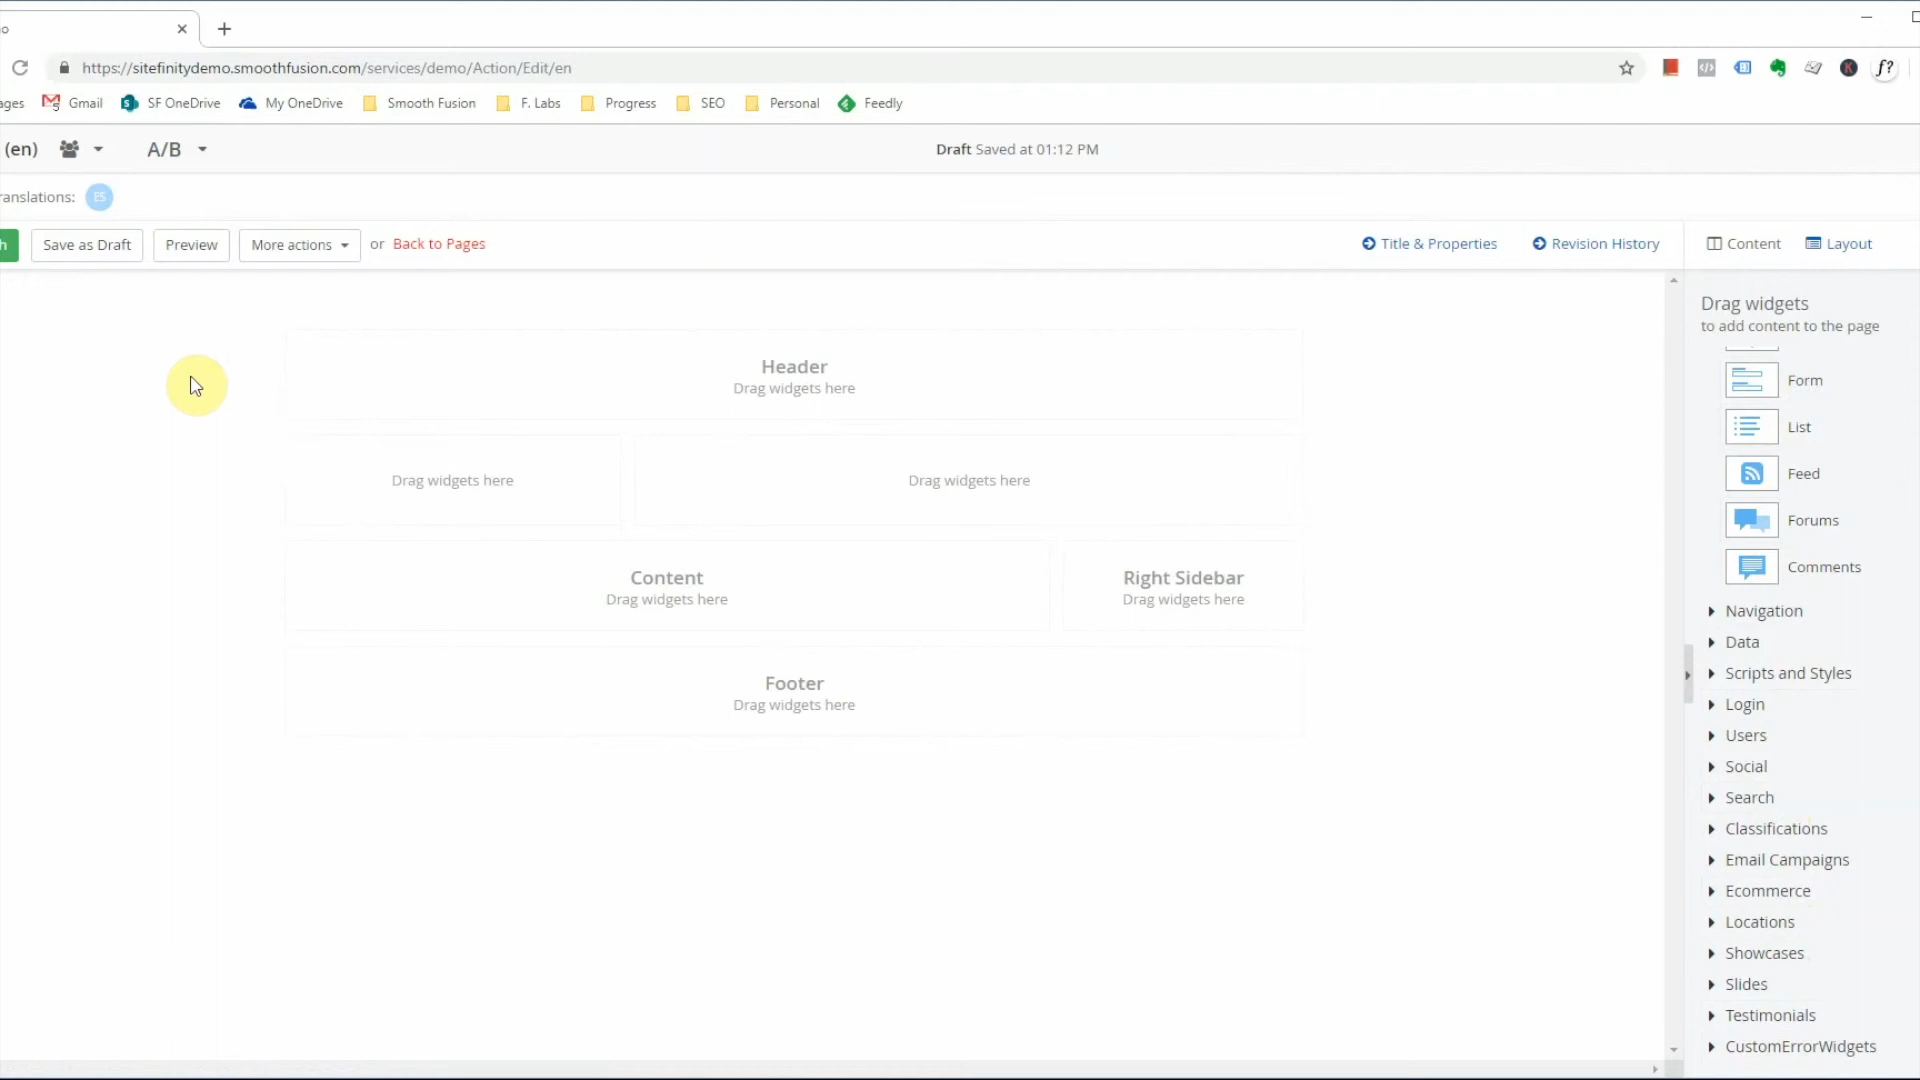 o
https://sitefinitydemo.smoothfusion.com/services/demo/Action/Edit/en
f?
ages Gmail SF OneDrive My OneDrive Smooth Fusion F. Labs Progress SEO Personal Feedly
(en) A/B Draft Saved at 01:12 PM
ranslations: ES
h Save as Draft Preview More actions or Back to Pages Title & Properties Revision History Content Layout
Drag widgets
to add content to the page
Header
Drag widgets here
Drag widgets here Drag widgets here
Content
Drag widgets here
Right Sidebar
Drag widgets here
Footer
Drag widgets here
Form
List
Feed
Forums
Comments
Navigation
Data
Scripts and Styles
Login
Users
Social
Search
Classifications
Email Campaigns
Ecommerce
Locations
Showcases
Slides
Testimonials
CustomErrorWidgets